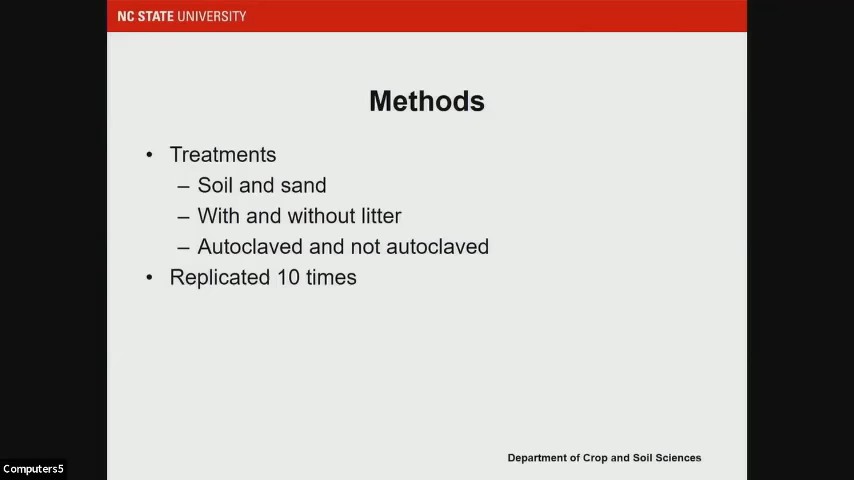 NC STATE UNIVERSITY
Methods
• Treatments
– Soil and sand
– With and without litter
– Autoclaved and not autoclaved
• Replicated 10 times
Department of Crop and Soil Sciences
Computers5